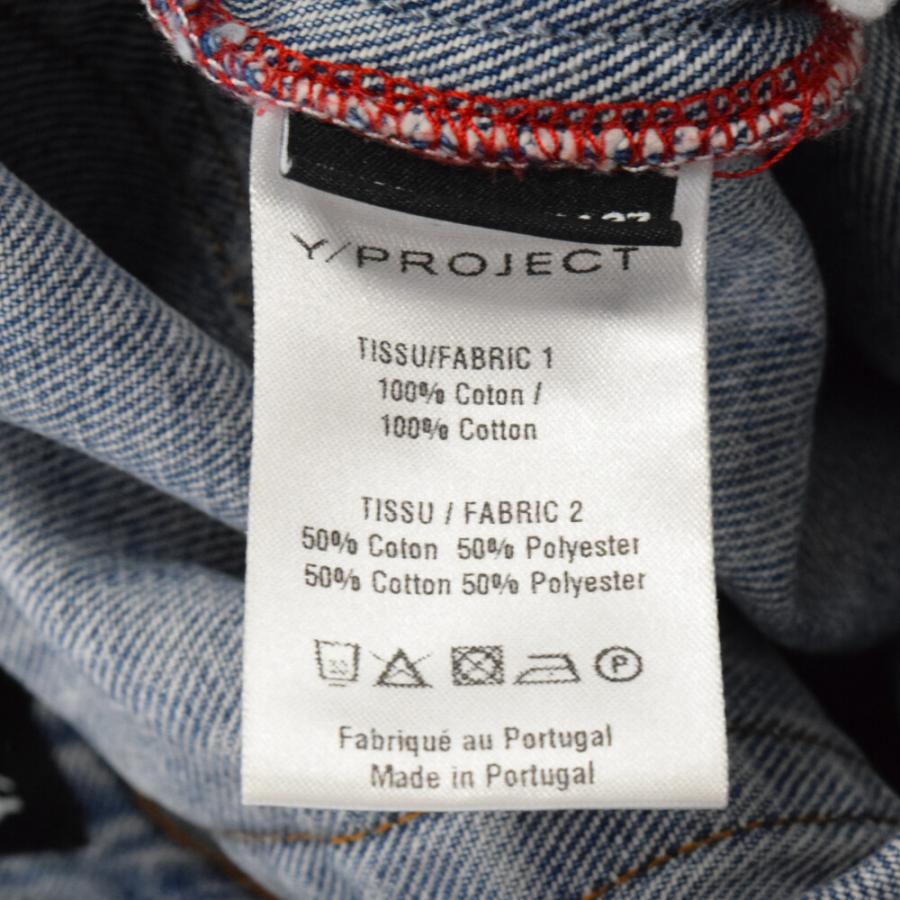 Y/PROJECT
TISSU/FABRIC 1
100% Coton /
100% Cotton
TISSU / FABRIC 2
50% Coton 50% Polyester
50% Cotton 50% Polyester
P
Fabriqué au Portugal
Made in Portugal